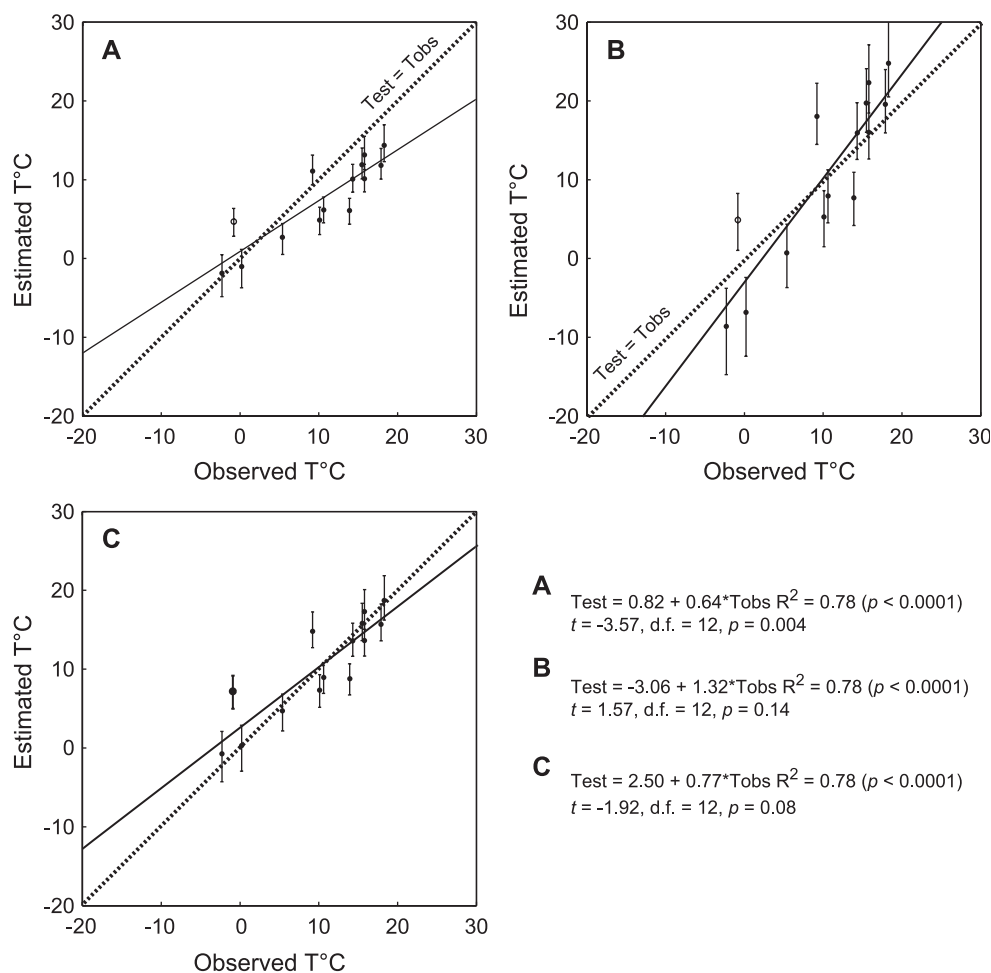 A
Test = Tobs
30
20
10
0
-10
-20
-20
-10
0
10
20
30
Estimated T°C
Observed T°C
B
Test = Tobs
30
20
10
0
-10
-20
-20
-10
0
10
20
30
Estimated T°C
Observed T°C
C
30
20
10
0
-10
-20
-20
-10
0
10
20
30
Estimated T°C
Observed T°C
A
Test = 0.82 + 0.64*Tobs R² = 0.78 (p < 0.0001)
t = -3.57, d.f. = 12, p = 0.004
B
Test = -3.06 + 1.32*Tobs R² = 0.78 (p < 0.0001)
t = 1.57, d.f. = 12, p = 0.14
C
Test = 2.50 + 0.77*Tobs R² = 0.78 (p < 0.0001)
t = -1.92, d.f. = 12, p = 0.08